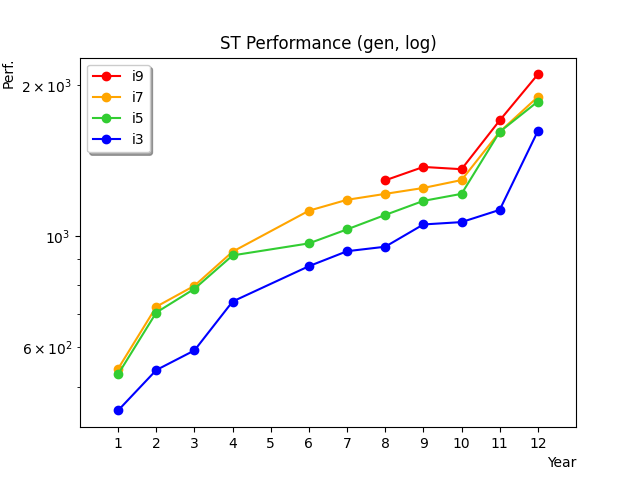 ST Performance (gen, log)
Perf.
i9
i7
i5
i3
2 × 10³
10³
6 × 10²
1 2 3 4 5 6 7 8 9 10 11 12
Year